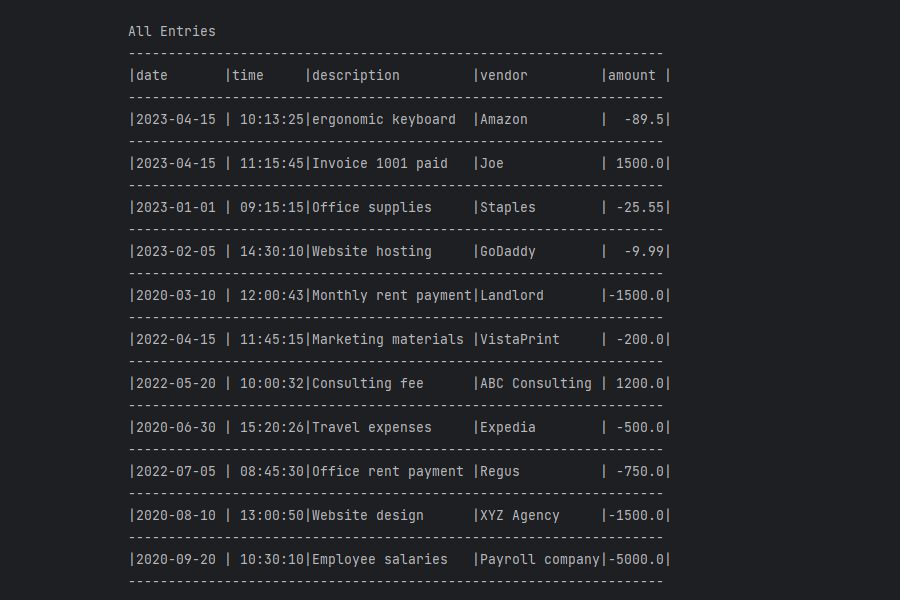 All Entries
-------------------------------------------------------------------
|date       |time     |description         |vendor         |amount |
-------------------------------------------------------------------
|2023-04-15 | 10:13:25|ergonomic keyboard  |Amazon         |  -89.5|
-------------------------------------------------------------------
|2023-04-15 | 11:15:45|Invoice 1001 paid   |Joe            | 1500.0|
-------------------------------------------------------------------
|2023-01-01 | 09:15:15|Office supplies     |Staples        | -25.55|
-------------------------------------------------------------------
|2023-02-05 | 14:30:10|Website hosting     |GoDaddy        |  -9.99|
-------------------------------------------------------------------
|2020-03-10 | 12:00:43|Monthly rent payment|Landlord       |-1500.0|
-------------------------------------------------------------------
|2022-04-15 | 11:45:15|Marketing materials |VistaPrint     | -200.0|
-------------------------------------------------------------------
|2022-05-20 | 10:00:32|Consulting fee      |ABC Consulting | 1200.0|
-------------------------------------------------------------------
|2020-06-30 | 15:20:26|Travel expenses     |Expedia        | -500.0|
-------------------------------------------------------------------
|2022-07-05 | 08:45:30|Office rent payment |Regus          | -750.0|
-------------------------------------------------------------------
|2020-08-10 | 13:00:50|Website design      |XYZ Agency     |-1500.0|
-------------------------------------------------------------------
|2020-09-20 | 10:30:10|Employee salaries   |Payroll company|-5000.0|
-------------------------------------------------------------------